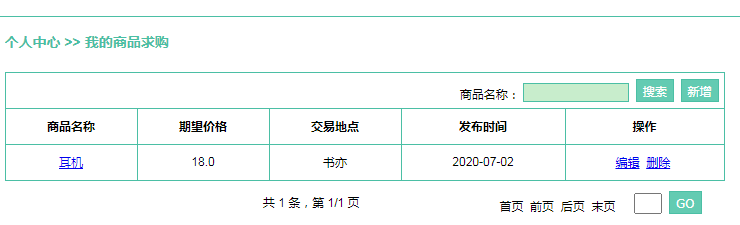 个人中心 >> 我的商品求购
商品名称： 搜索 新增
商品名称 期望价格 交易地点 发布时间 操作
耳机 18.0 书亦 2020-07-02 编辑 删除
共 1 条，第 1/1 页 首页 前页 后页 末页 GO